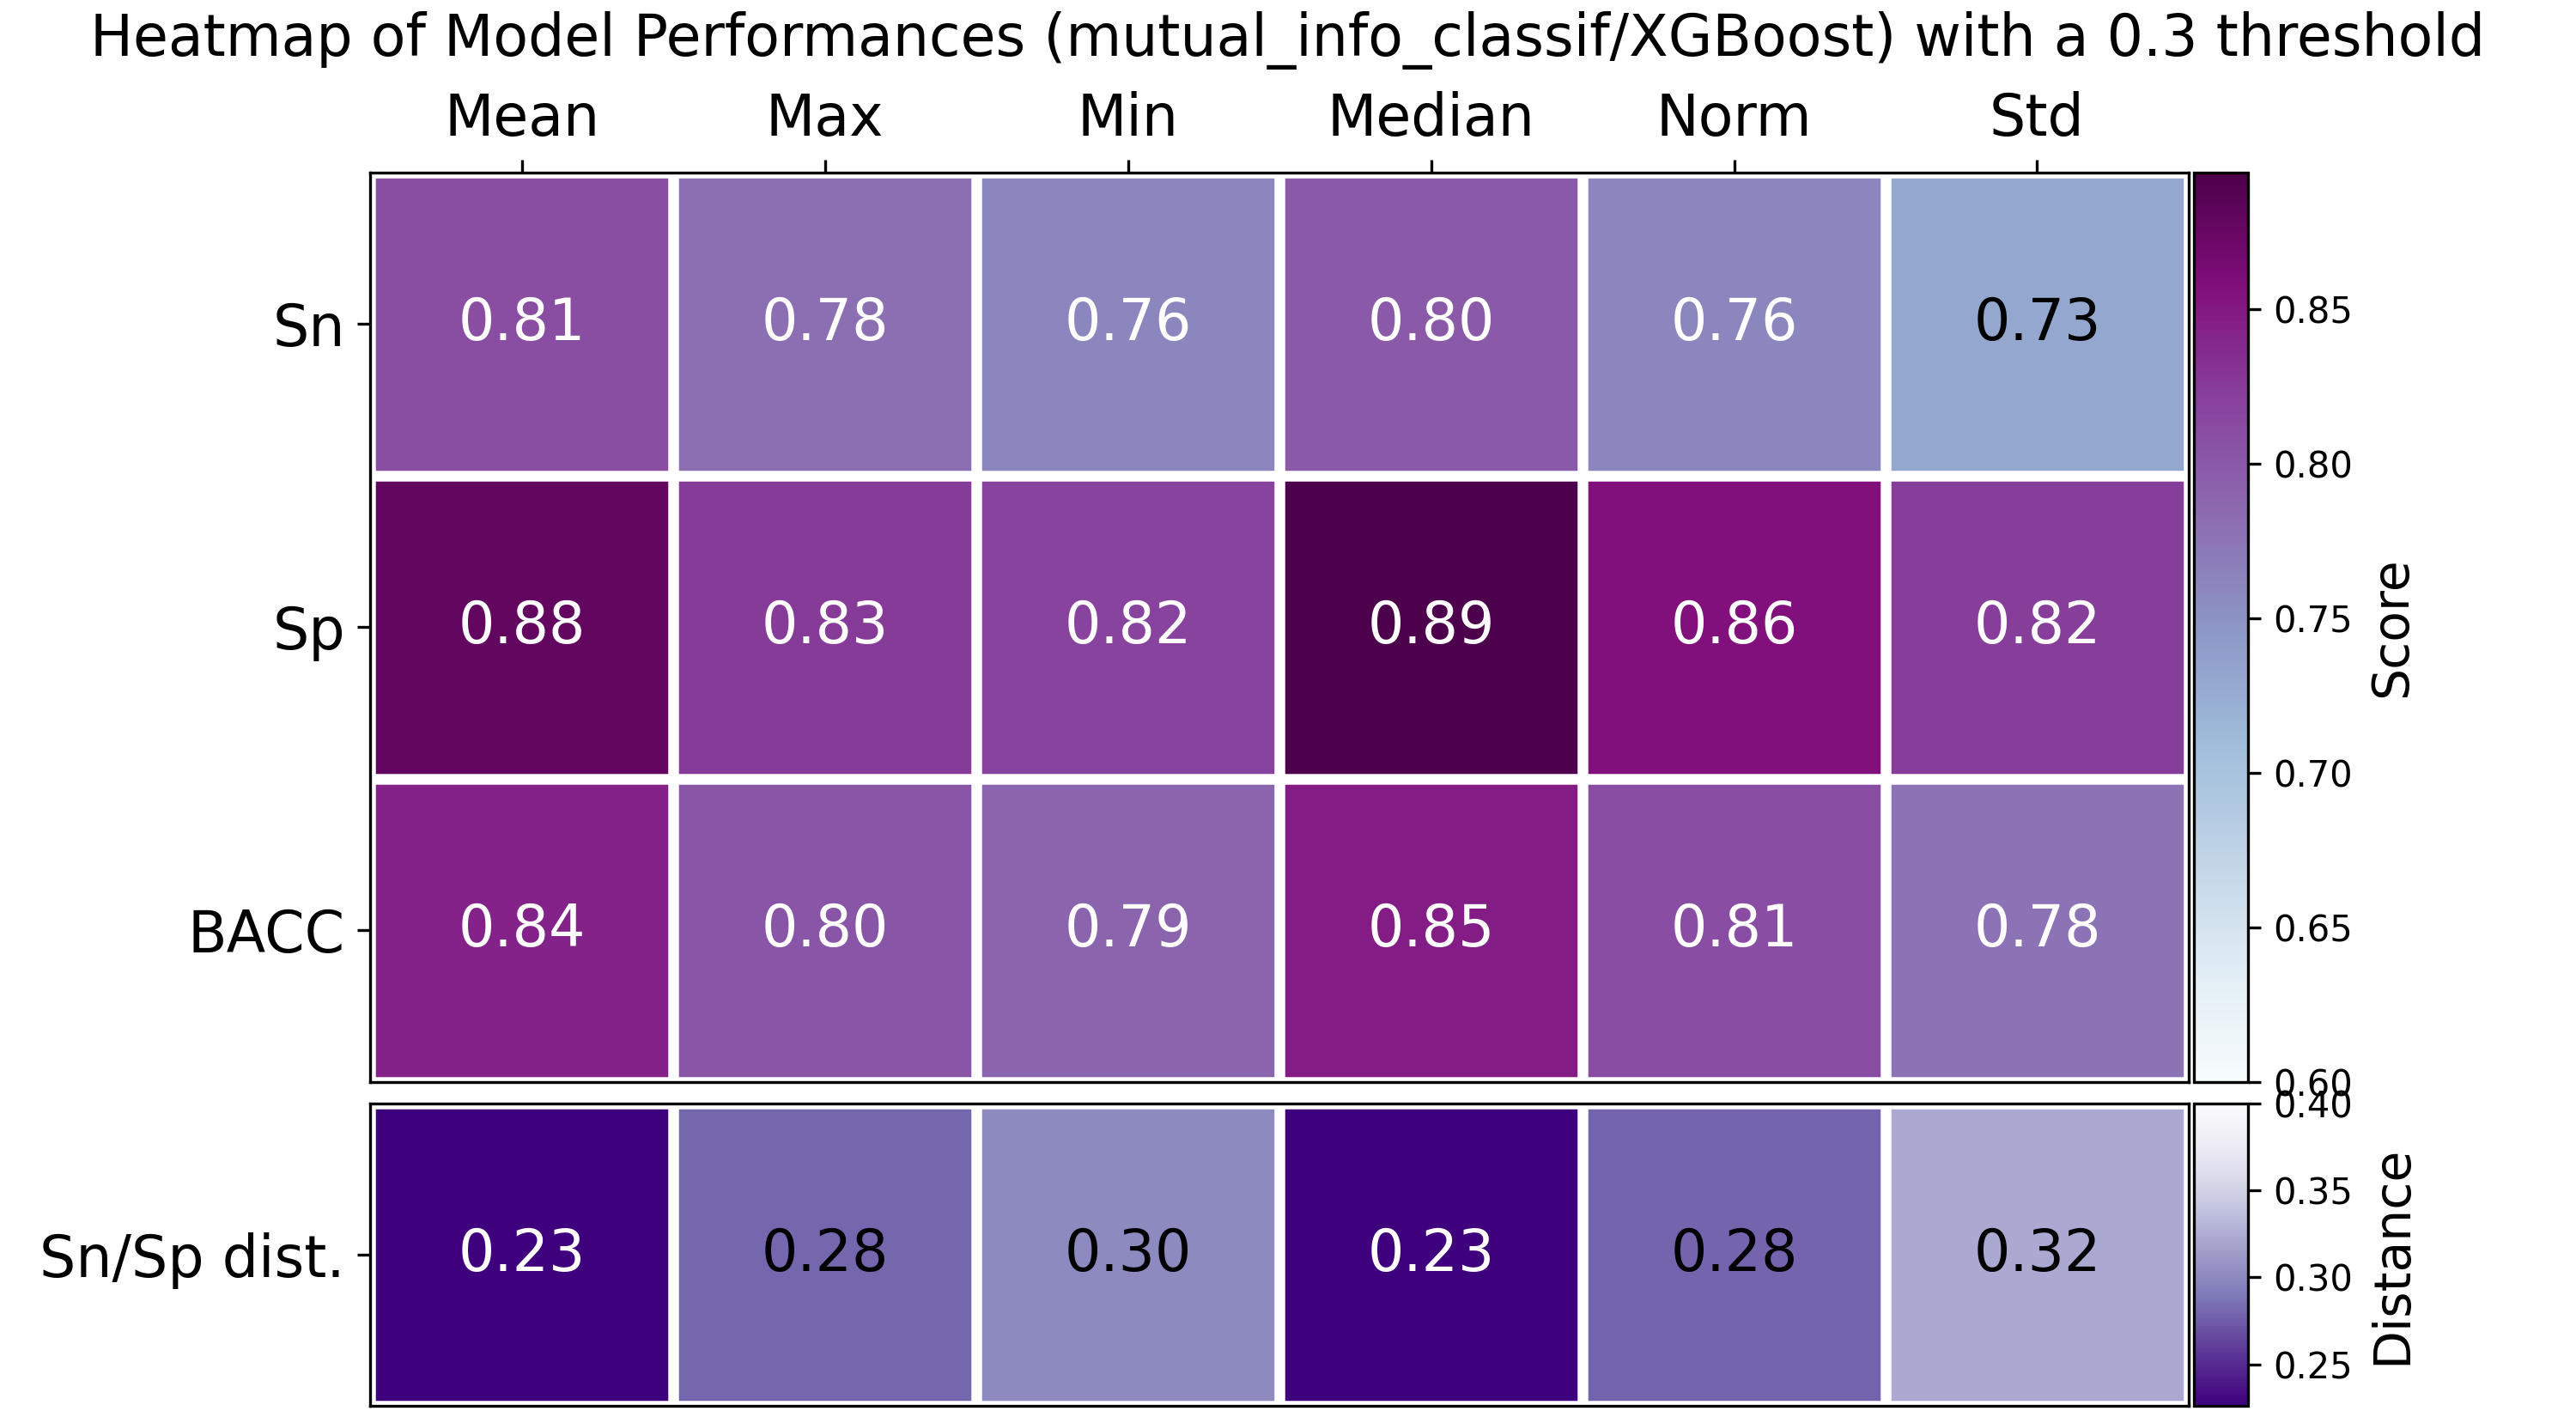 Heatmap of Model Performances (mutual_info_classif/XGBoost) with a 0.3 threshold
Mean Max Min Median Norm Std
Sn 0.81 0.78 0.76 0.80 0.76 0.73
Sp 0.88 0.83 0.82 0.89 0.86 0.82
BACC 0.84 0.80 0.79 0.85 0.81 0.78
Sn/Sp dist. 0.23 0.28 0.30 0.23 0.28 0.32
0.85
0.80
0.75
0.70
0.65
0.60
Score
0.40
0.35
0.30
0.25
Distance